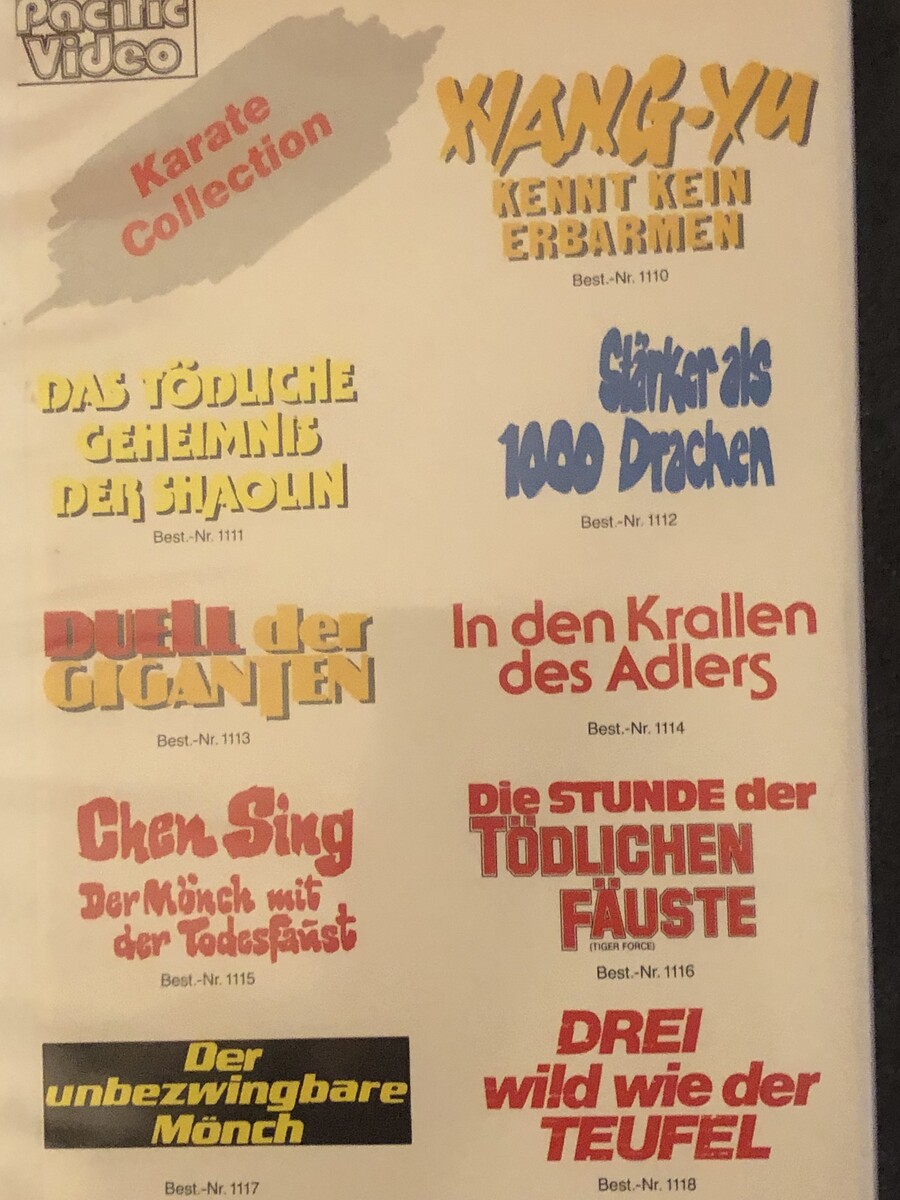 Pacific
Video
Karate
Collection
XIANG-YU
KENNT KEIN
ERBARMEN
Best.-Nr. 1110
DAS TÖDLICHE
GEHEIMNIS
DER SHAOLIN
Best.-Nr. 1111
Stärker als
1000 Drachen
Best.-Nr. 1112
DUELL der
GIGANTEN
Best.-Nr. 1113
In den Krallen
des Adlers
Best.-Nr. 1114
Chen Sing
Der Mönch mit
der Todesfaust
Best.-Nr. 1115
Die STUNDE der
TÖDLICHEN
FÄUSTE
(TIGER FORCE)
Best.-Nr. 1116
Der
unbezwingbare
Mönch
Best.-Nr. 1117
DREI
wild wie der
TEUFEL
Best.-Nr. 1118